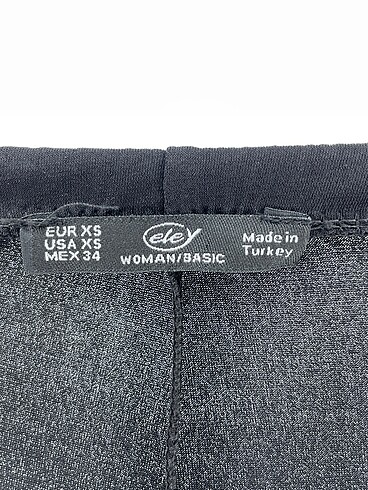 EUR XS
USA XS
MEX 34
eley
WOMAN/BASIC
Made in
Turkey